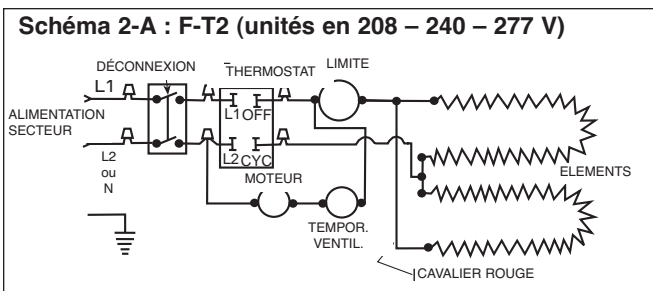 Schéma 2-A : F-T2 (unités en 208 – 240 – 277 V)
DÉCONNEXION
THERMOSTAT
LIMITE
L1
L1 OFF
ALIMENTATION
SECTEUR
L2
ou
N
L2 CYC
MOTEUR
ELEMENTS
TEMPOR.
VENTIL.
CAVALIER ROUGE